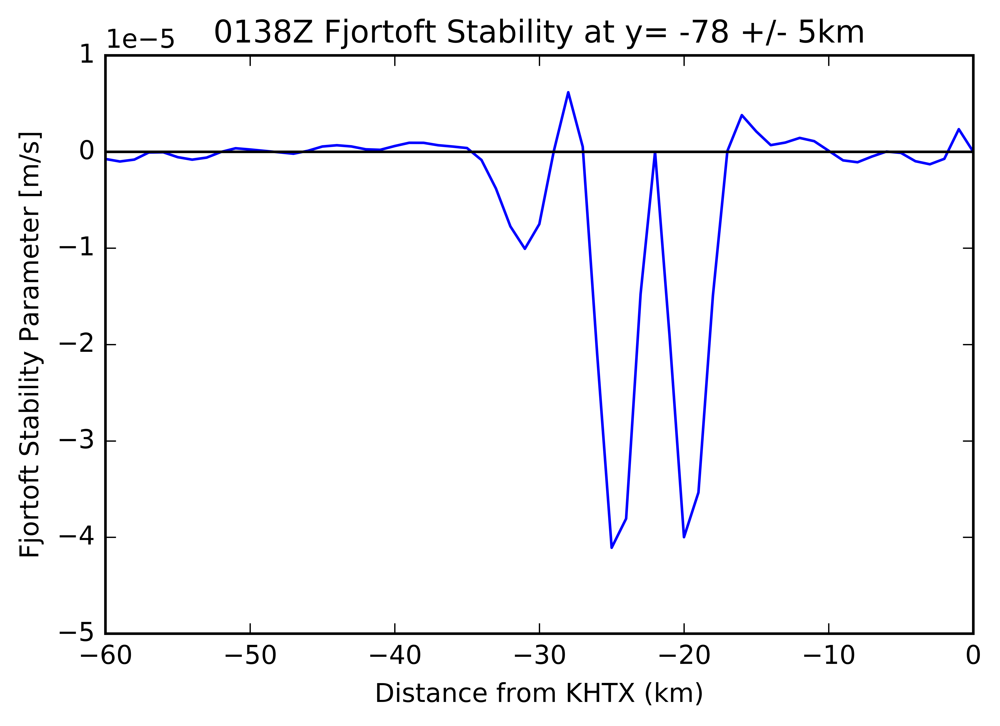 0138Z Fjortoft Stability at y= -78 +/- 5km
1e−5
1
0
−1
−2
−3
−4
−5
Fjortoft Stability Parameter [m/s]
−60 −50 −40 −30 −20 −10 0
Distance from KHTX (km)